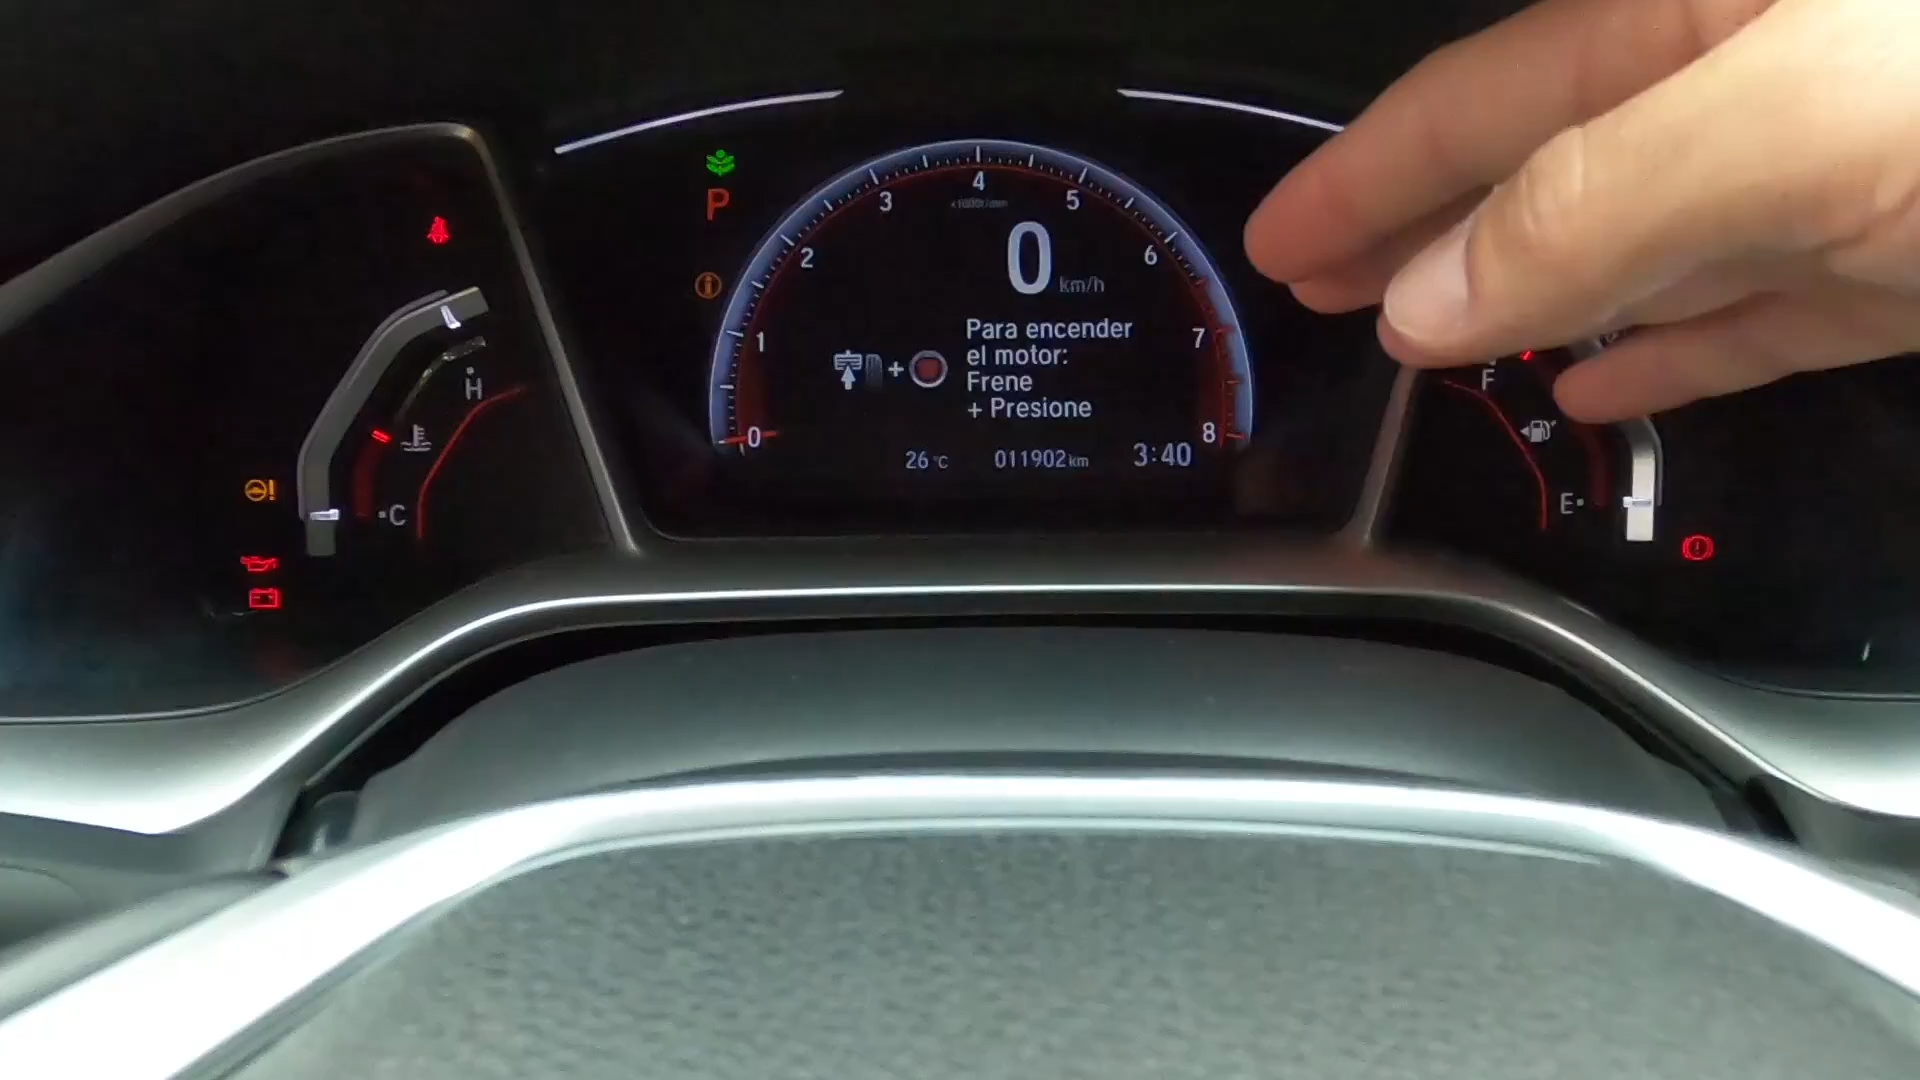 P
4
3
5
×1000r/min
2
6
0 km/h
1
7
Para encender
el motor:
Frene
+ Presione
+
0
8
26 °C
011902 km
3:40
H
C
F
E